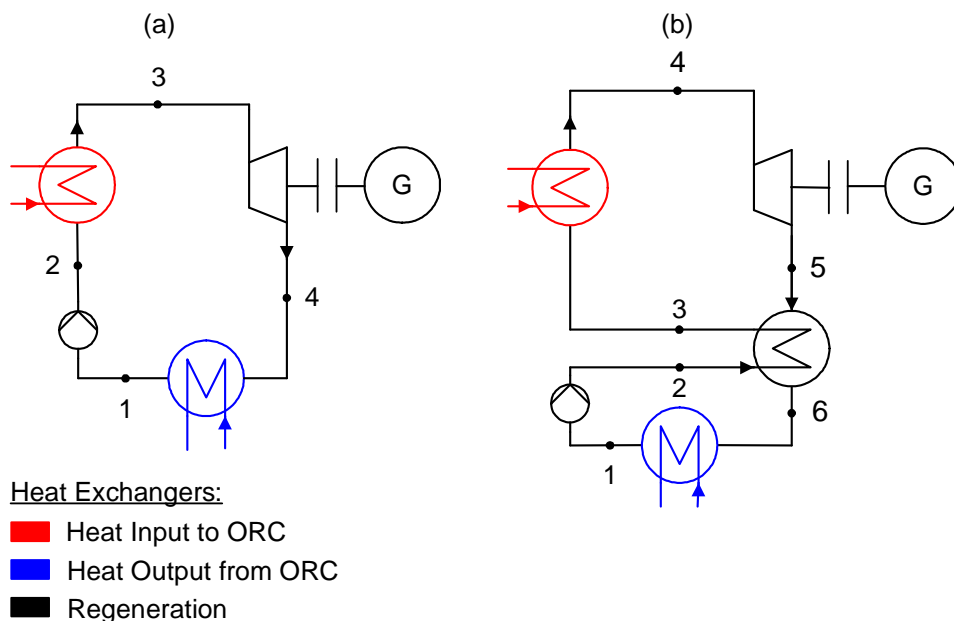 (a)
3
G
2
4
1
(b)
4
G
5
3
2
6
1
Heat Exchangers:
Heat Input to ORC
Heat Output from ORC
Regeneration